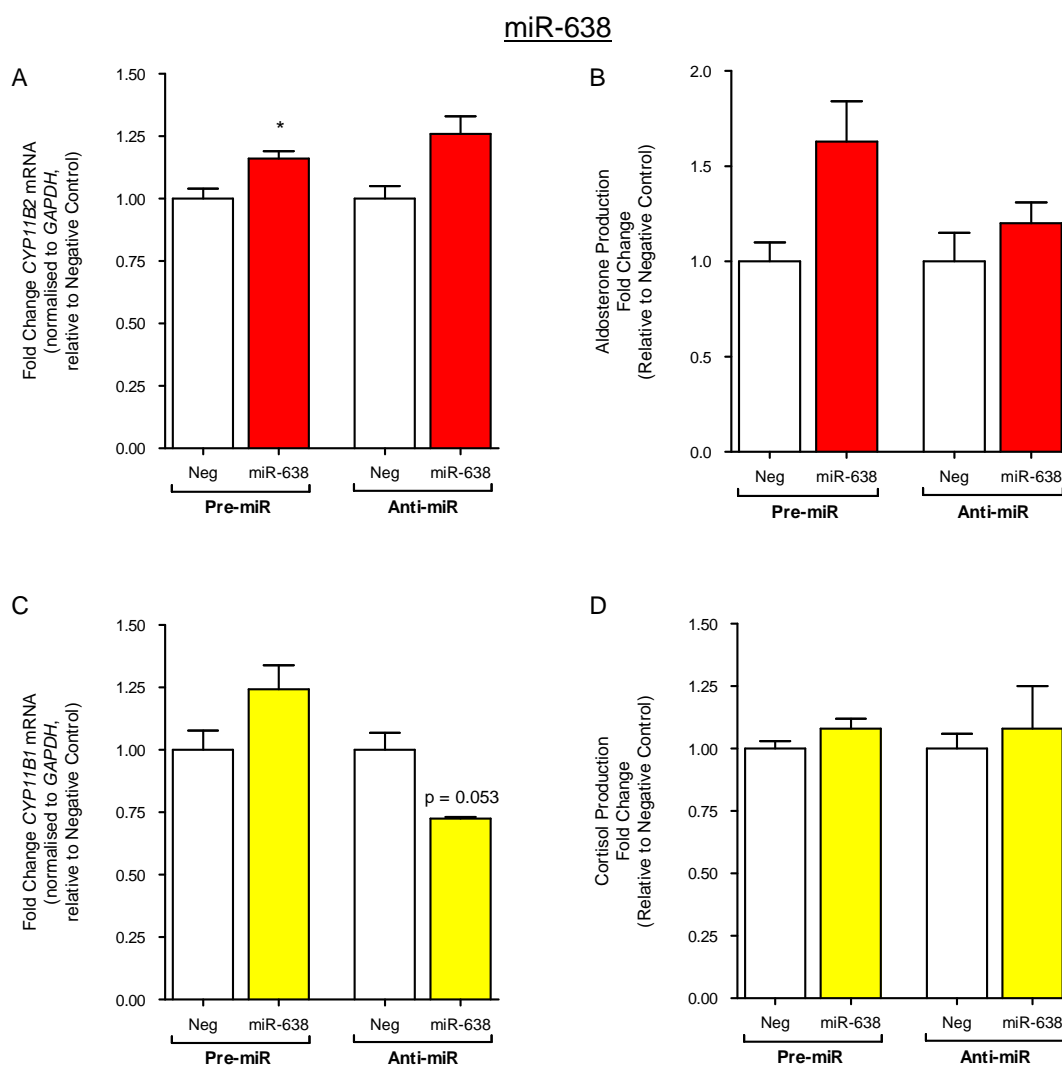 miR-638
A
Fold Change CYP11B2 mRNA
(normalised to GAPDH,
relative to Negative Control)
1.50
1.25
1.00
0.75
0.50
0.25
0.00
*
Neg
miR-638
Neg
miR-638
Pre-miR
Anti-miR
B
Aldosterone Production
Fold Change
(Relative to Negative Control)
2.0
1.5
1.0
0.5
0.0
Neg
miR-638
Neg
miR-638
Pre-miR
Anti-miR
C
Fold Change CYP11B1 mRNA
(normalised to GAPDH,
relative to Negative Control)
1.50
1.25
1.00
0.75
0.50
0.25
0.00
p = 0.053
Neg
miR-638
Neg
miR-638
Pre-miR
Anti-miR
D
Cortisol Production
Fold Change
(Relative to Negative Control)
1.50
1.25
1.00
0.75
0.50
0.25
0.00
Neg
miR-638
Neg
miR-638
Pre-miR
Anti-miR